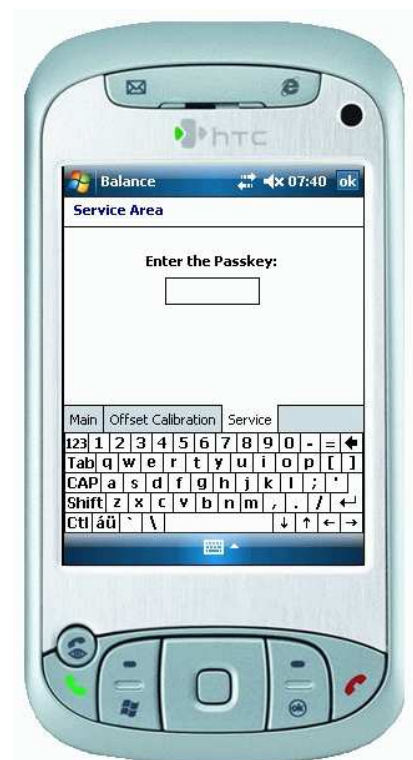 hTC
Balance 07:40 ok
Service Area
Enter the Passkey:
Main Offset Calibration Service
123 1 2 3 4 5 6 7 8 9 0 - =
Tab q w e r t y u i o p [ ]
CAP a s d f g h j k l ; '
Shift z x c v b n m , . /
Ctl áü ` \
ok